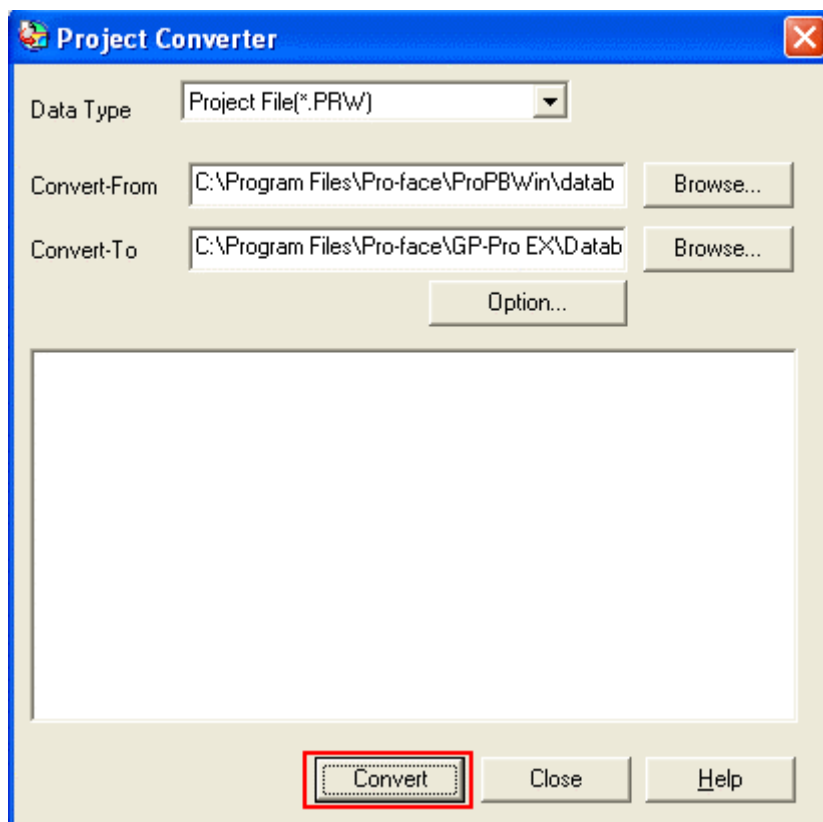 Project Converter
Data Type Project File(*.PRW)
Convert-From C:\Program Files\Pro-face\ProPBWin\datab Browse...
Convert-To C:\Program Files\Pro-face\GP-Pro EX\Datab Browse...
Option...
Convert Close Help